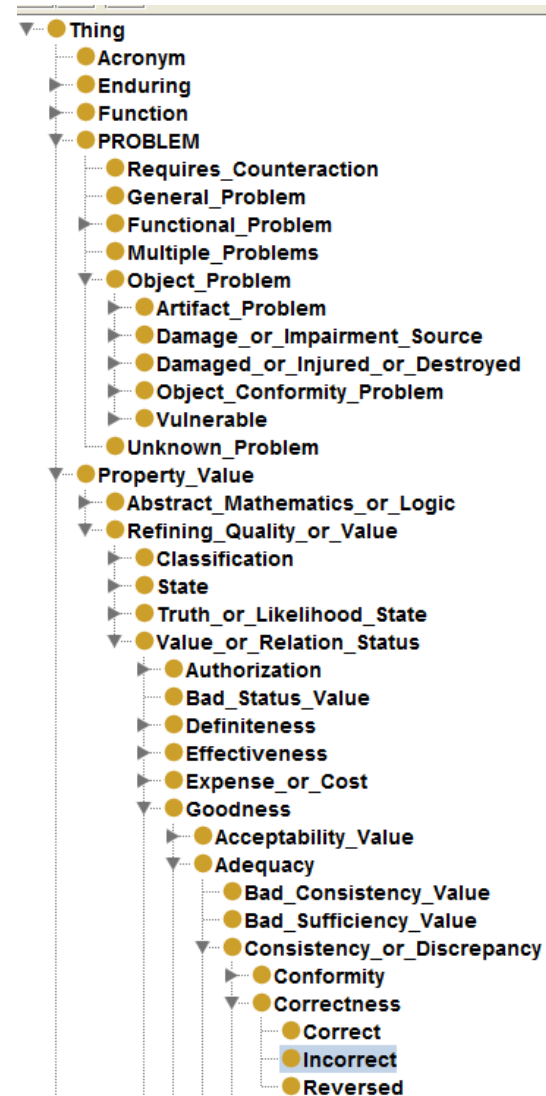 Thing
Acronym
Enduring
Function
PROBLEM
Requires_Counteraction
General_Problem
Functional_Problem
Multiple_Problems
Object_Problem
Artifact_Problem
Damage_or_Impairment_Source
Damaged_or_Injured_or_Destroyed
Object_Conformity_Problem
Vulnerable
Unknown_Problem
Property_Value
Abstract_Mathematics_or_Logic
Refining_Quality_or_Value
Classification
State
Truth_or_Likelihood_State
Value_or_Relation_Status
Authorization
Bad_Status_Value
Definiteness
Effectiveness
Expense_or_Cost
Goodness
Acceptability_Value
Adequacy
Bad_Consistency_Value
Bad_Sufficiency_Value
Consistency_or_Discrepancy
Conformity
Correctness
Correct
Incorrect
Reversed